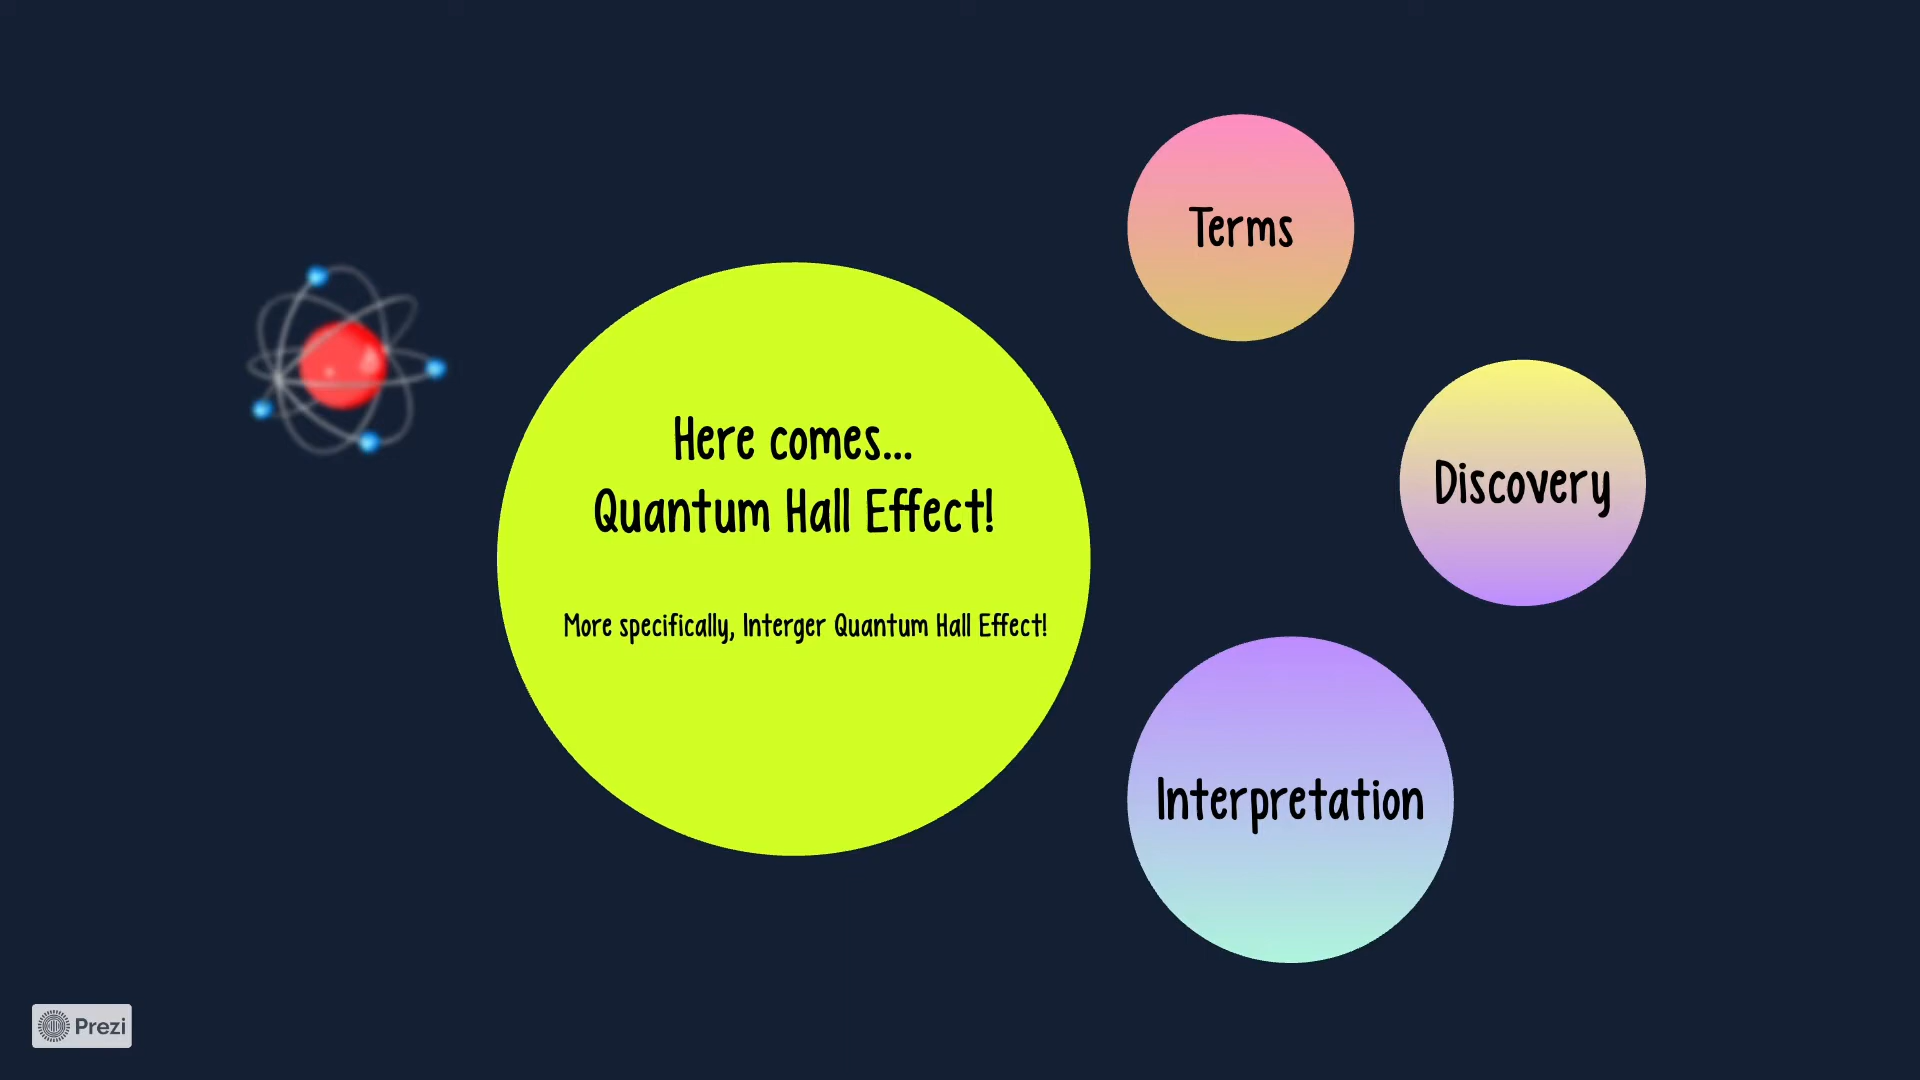 Here comes...
Quantum Hall Effect!
More specifically, Interger Quantum Hall Effect!
Terms
Discovery
Interpretation
Prezi